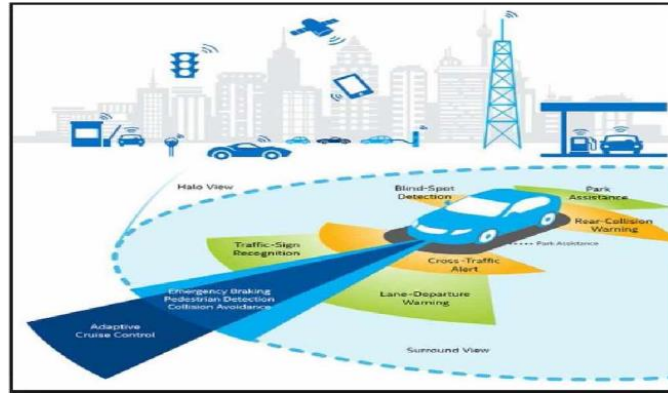 Halo View
Blind-Spot
Detection
Park
Assistance
Rear-Collision
Warning
Traffic-Sign
Recognition
Park Assistance
Cross-Traffic
Alert
Emergency Braking
Pedestrian Detection
Collision Avoidance
Lane-Departure
Warning
Adaptive
Cruise Control
Surround View